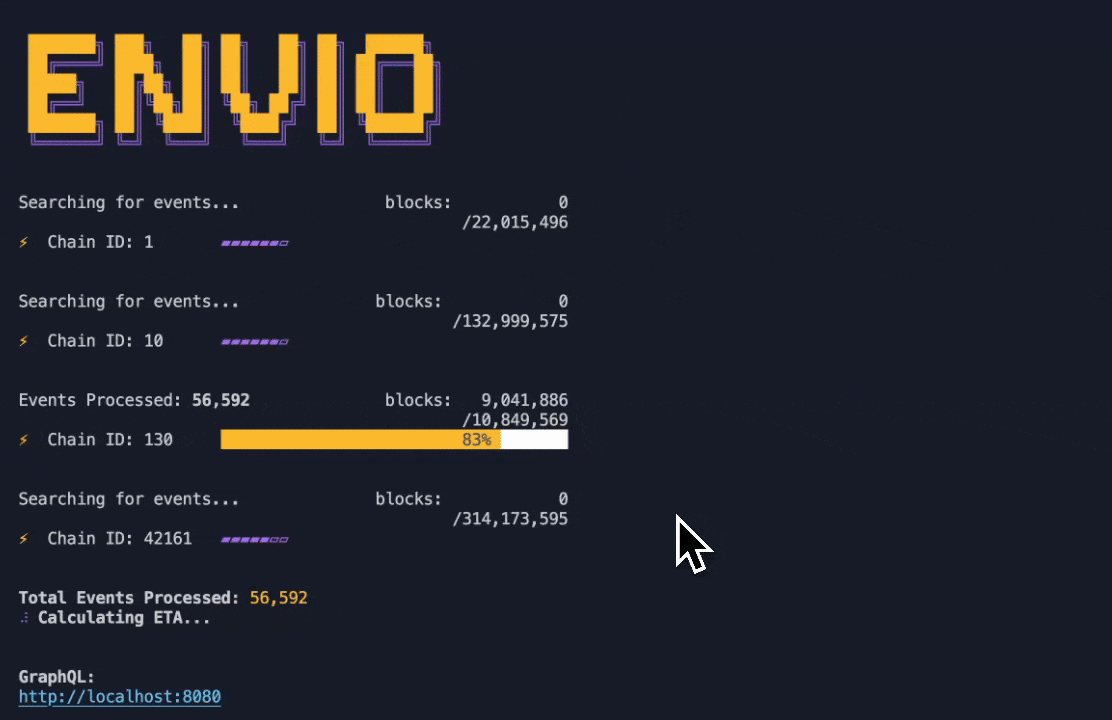 ENVIO
Searching for events... blocks: 0
/22,015,496
⚡ Chain ID: 1
Searching for events... blocks: 0
/132,999,575
⚡ Chain ID: 10
Events Processed: 56,592 blocks: 9,041,886
/10,849,569
⚡ Chain ID: 130 83%
Searching for events... blocks: 0
/314,173,595
⚡ Chain ID: 42161
Total Events Processed: 56,592
Calculating ETA...
GraphQL:
http://localhost:8080